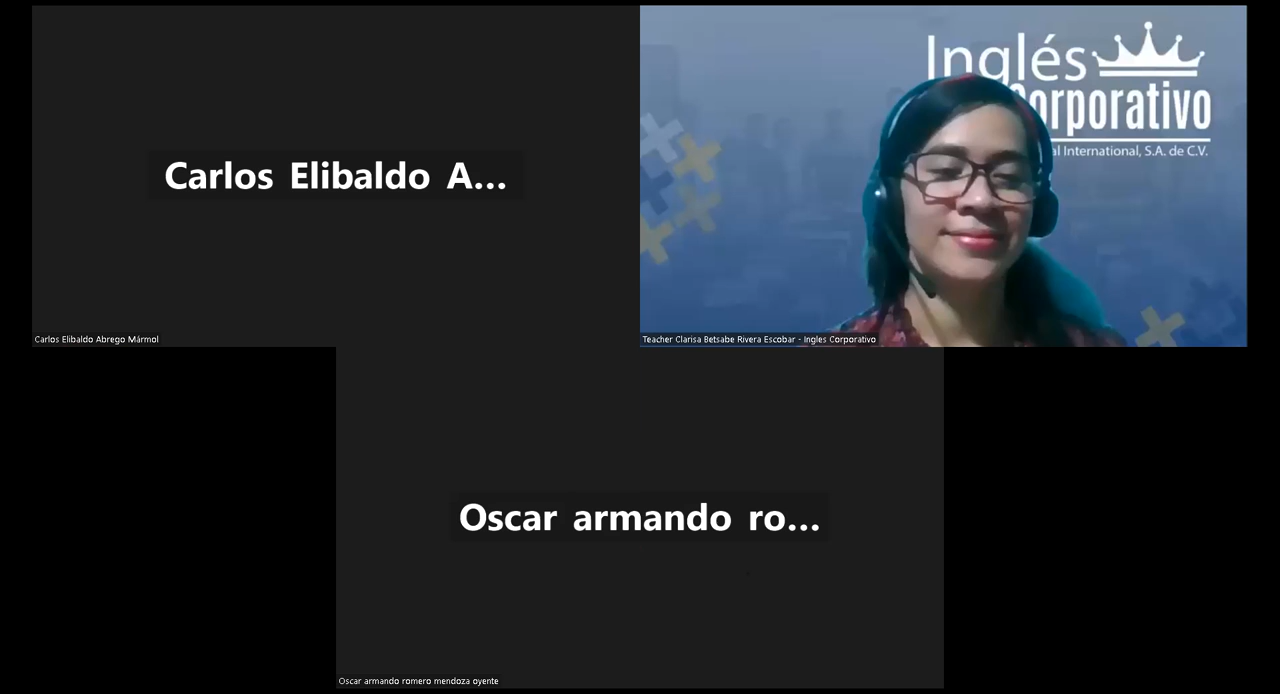 Carlos Elibaldo A...
Carlos Elibaldo Abrego Mármol
Inglés
Corporativo
al International, S.A. de C.V.
Teacher Clarisa Betsabe Rivera Escobar - Ingles Corporativo
Oscar armando ro...
Oscar armando romero mendoza oyente